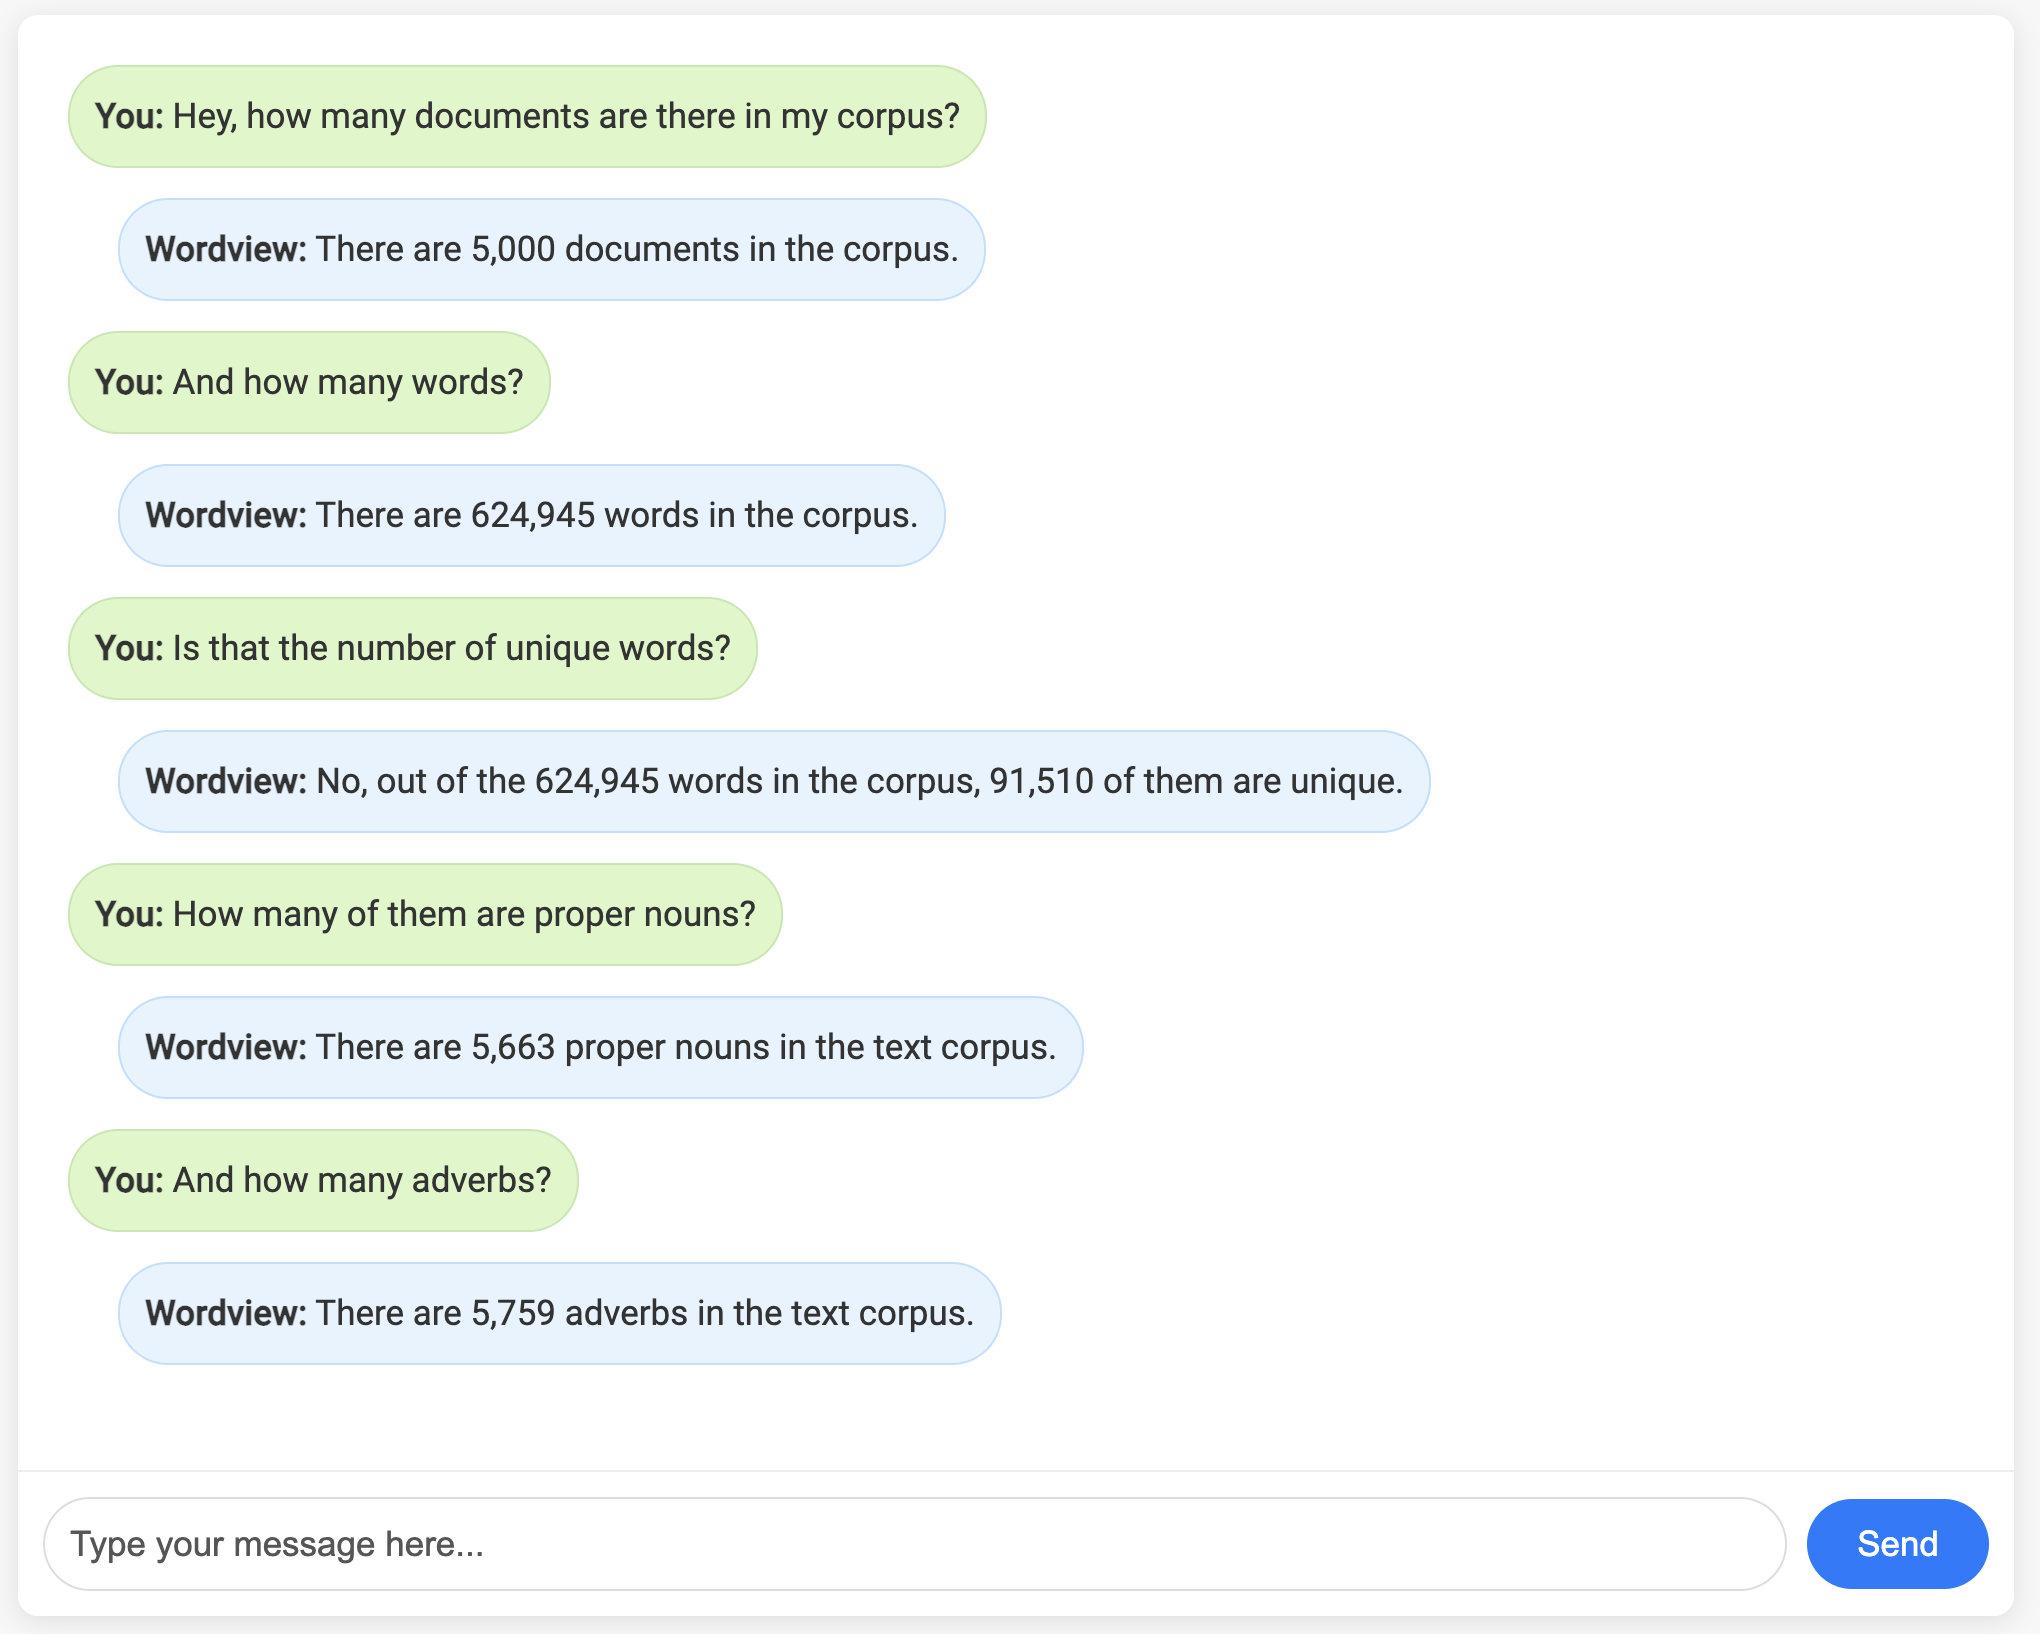 You: Hey, how many documents are there in my corpus?
Wordview: There are 5,000 documents in the corpus.
You: And how many words?
Wordview: There are 624,945 words in the corpus.
You: Is that the number of unique words?
Wordview: No, out of the 624,945 words in the corpus, 91,510 of them are unique.
You: How many of them are proper nouns?
Wordview: There are 5,663 proper nouns in the text corpus.
You: And how many adverbs?
Wordview: There are 5,759 adverbs in the text corpus.
Type your message here...
Send